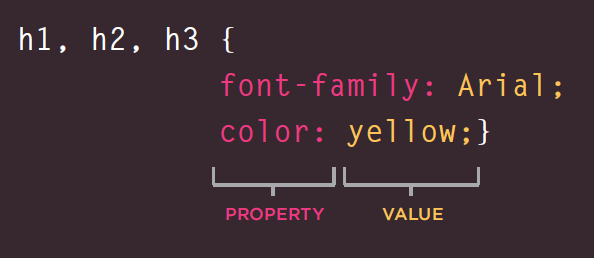 h1, h2, h3 {
font-family: Arial;
color: yellow;}
PROPERTY VALUE